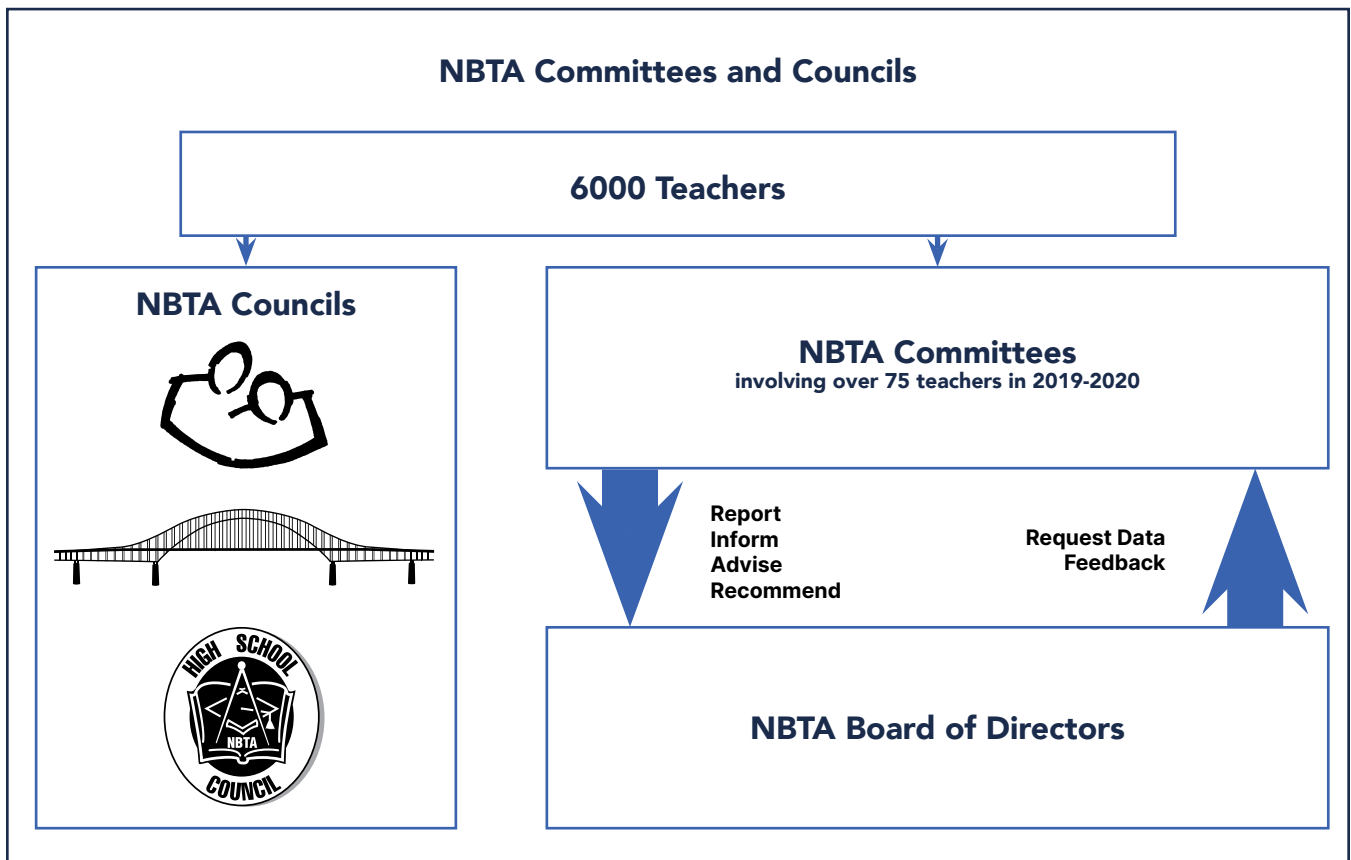 NBTA Committees and Councils
6000 Teachers
NBTA Councils
HIGH SCHOOL
NBTA
COUNCIL
NBTA Committees
involving over 75 teachers in 2019-2020
Report
Inform
Advise
Recommend
Request Data
Feedback
NBTA Board of Directors